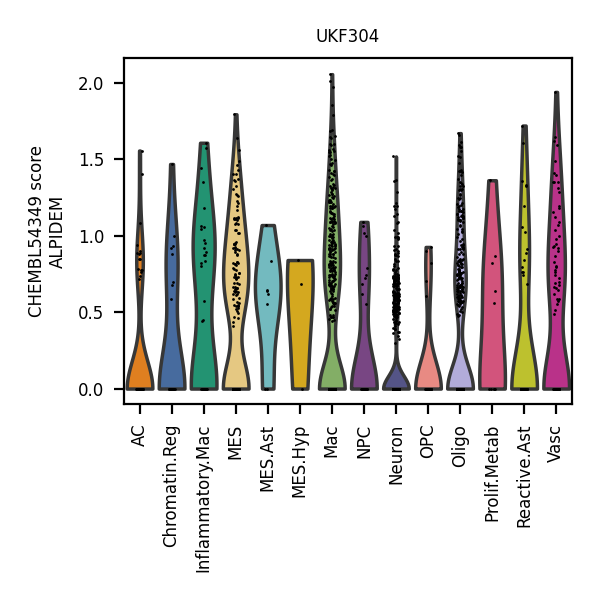 UKF304
CHEMBL54349 score
ALPIDEM
2.0
1.5
1.0
0.5
0.0
AC
Chromatin.Reg
Inflammatory.Mac
MES
MES.Ast
MES.Hyp
Mac
NPC
Neuron
OPC
Oligo
Prolif.Metab
Reactive.Ast
Vasc